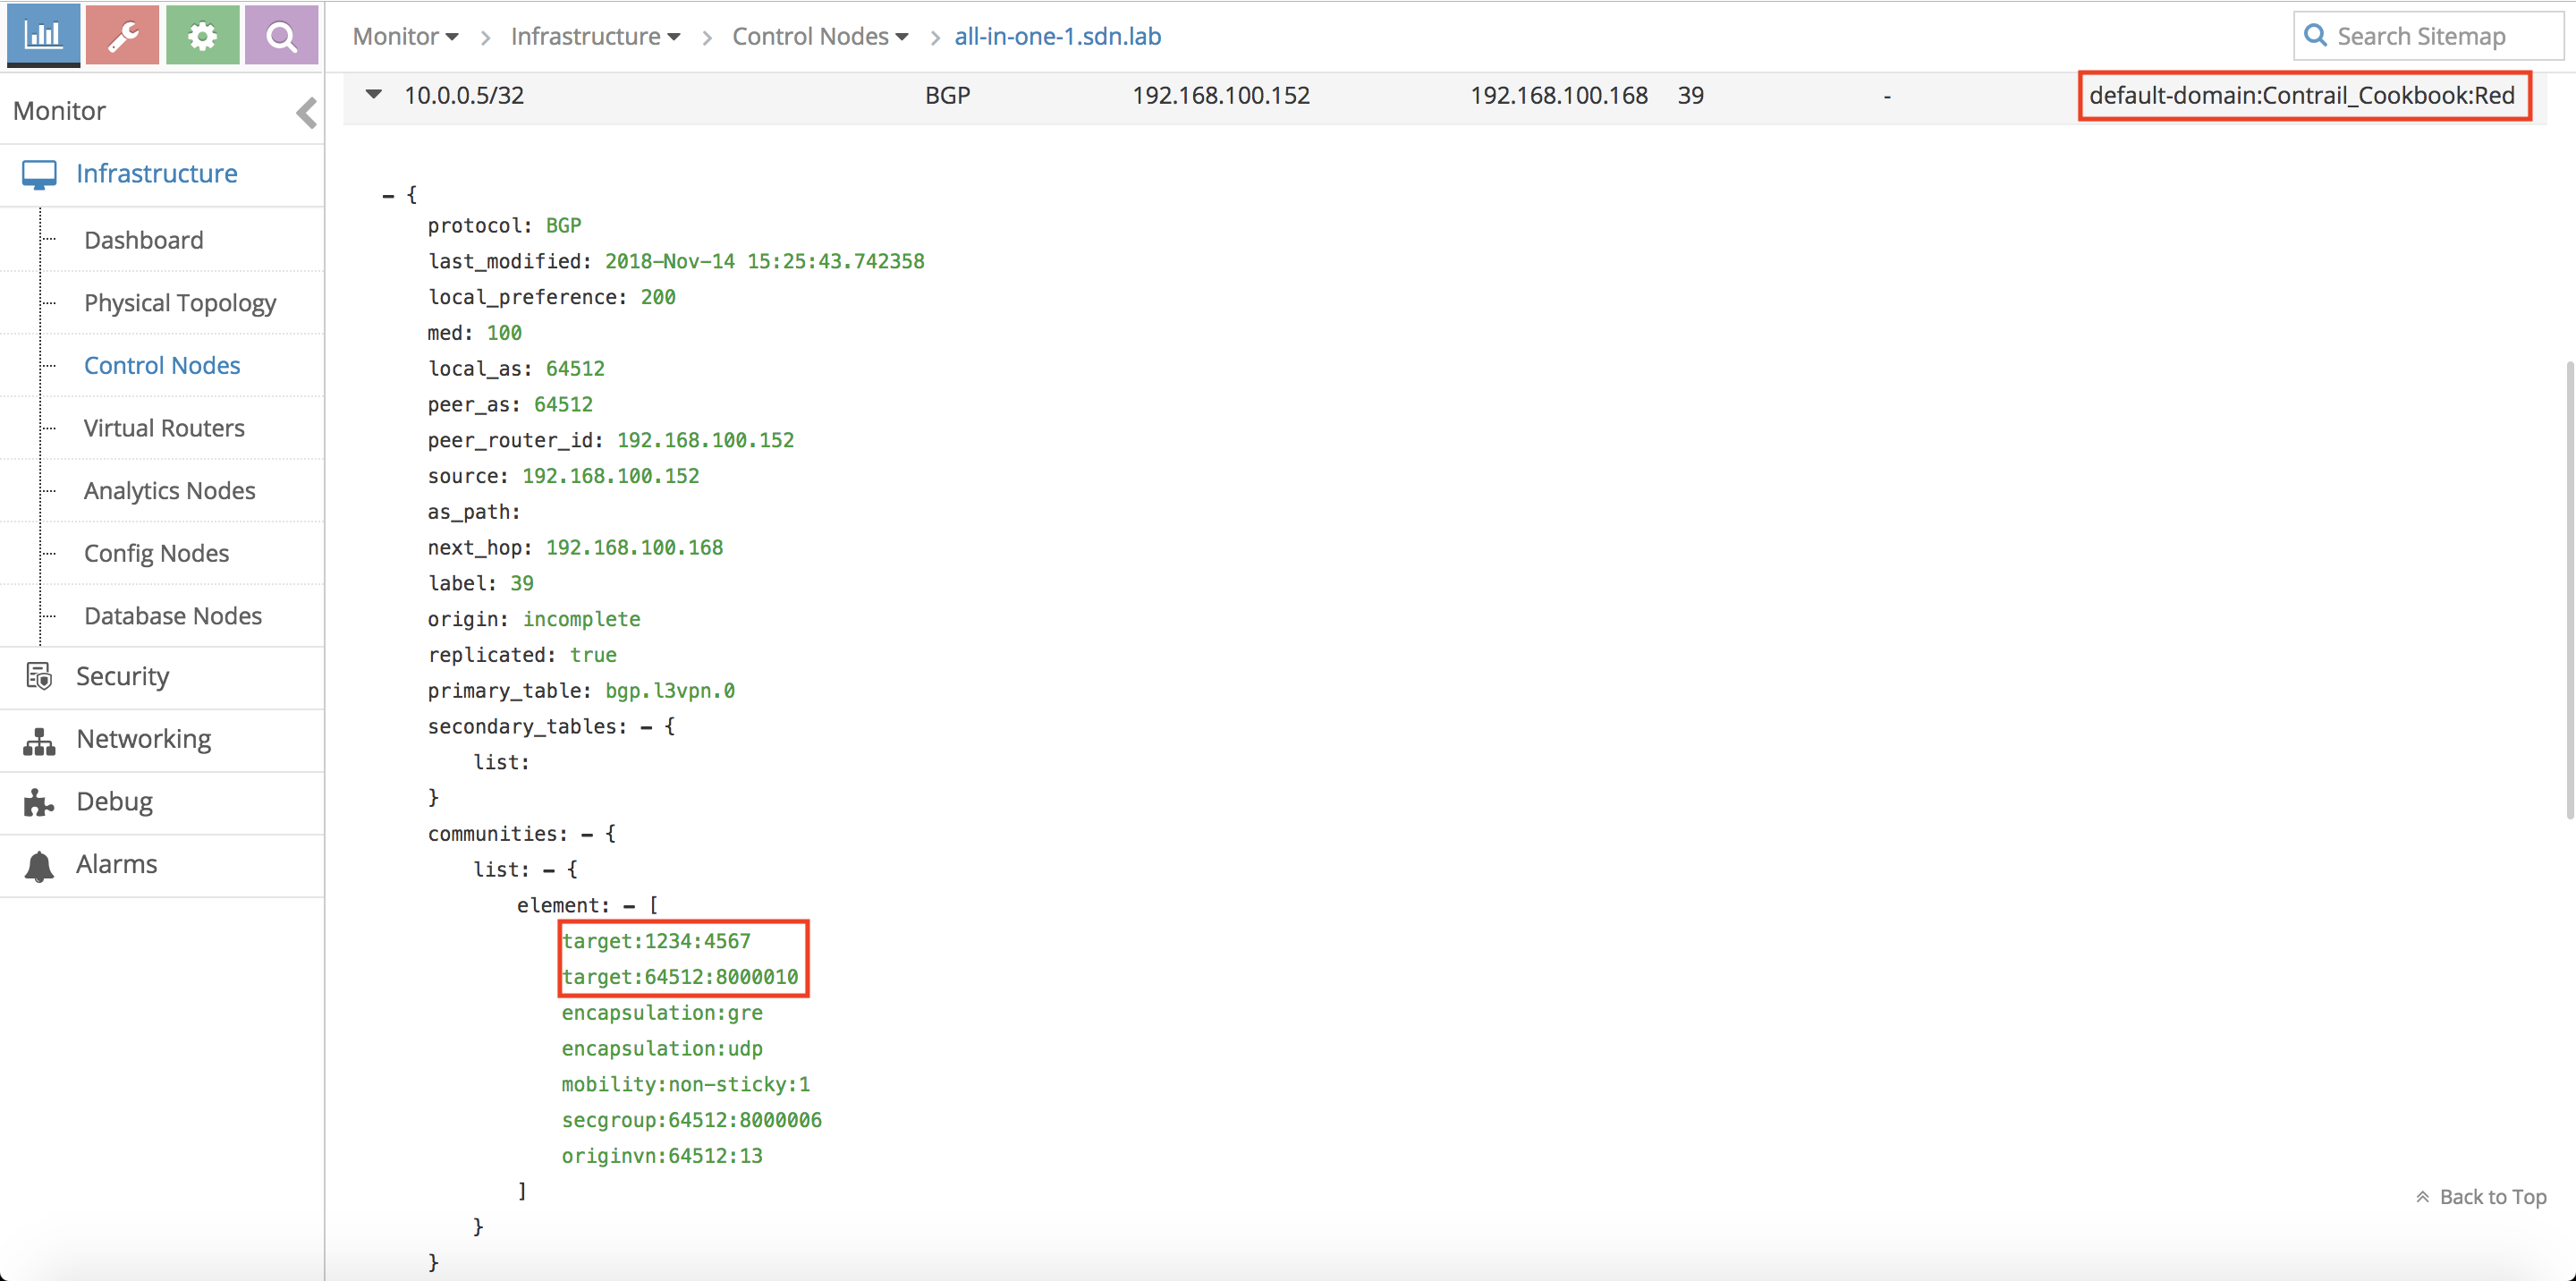 Monitor > Infrastructure > Control Nodes > all-in-one-1.sdn.lab
Search Sitemap
Monitor
Infrastructure
Dashboard
Physical Topology
Control Nodes
Virtual Routers
Analytics Nodes
Config Nodes
Database Nodes
Security
Networking
Debug
Alarms
10.0.0.5/32 BGP 192.168.100.152 192.168.100.168 39 - default-domain:Contrail_Cookbook:Red
– {
protocol: BGP
last_modified: 2018-Nov-14 15:25:43.742358
local_preference: 200
med: 100
local_as: 64512
peer_as: 64512
peer_router_id: 192.168.100.152
source: 192.168.100.152
as_path:
next_hop: 192.168.100.168
label: 39
origin: incomplete
replicated: true
primary_table: bgp.l3vpn.0
secondary_tables: – {
list:
}
communities: – {
list: – {
element: – [
target:1234:4567
target:64512:8000010
encapsulation:gre
encapsulation:udp
mobility:non-sticky:1
secgroup:64512:8000006
originvn:64512:13
]
}
}
Back to Top